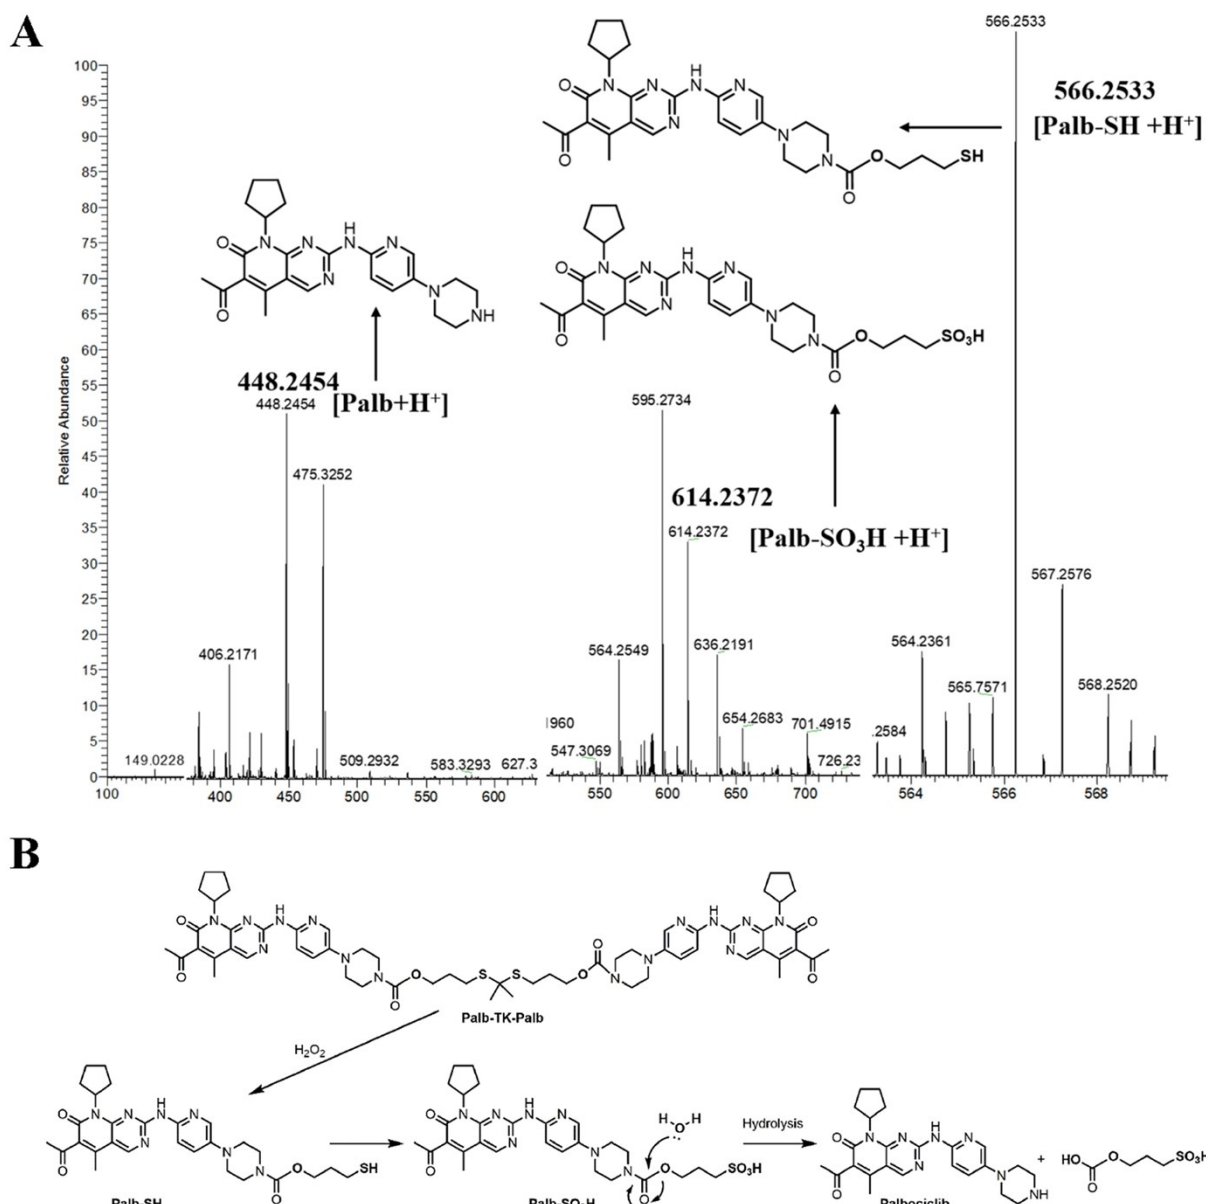 A
566.2533
566.2533
[Palb-SH +H+]
448.2454
448.2454
[Palb+H+]
475.3252
406.2171
149.0228
509.2932
583.3293
627.3
595.2734
614.2372
614.2372
[Palb-SO3H +H+]
564.2549
636.2191
654.2683
701.4915
1960
547.3069
726.23
567.2576
564.2361
565.7571
568.2520
.2584
Relative Abundance
100
95
90
85
80
75
70
65
60
55
50
45
40
35
30
25
20
15
10
5
0
100 400 450 500 550 600
550 600 650 700
564 566 568
O N N H N
O N N NH
O N N H N
O N N O O SH
O N N H N
O N N O O SO3H
B
O N N H N
O N N O O S S O O N N
N H N N O
N O
Palb-TK-Palb
H2O2
O N N H N
O N N O O SH
Palb-SH
O N N H N
O N N O O SO3H
H O H
Palb-SO3H
Hydrolysis
O N N H N
O N N NH
Palbociclib
+
HO O SO3H
O